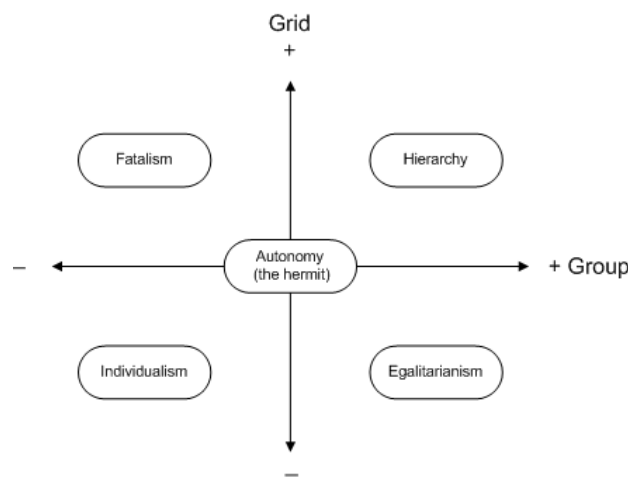 Grid
+
Fatalism
Hierarchy
Autonomy
(the hermit)
– + Group
Individualism
Egalitarianism
–